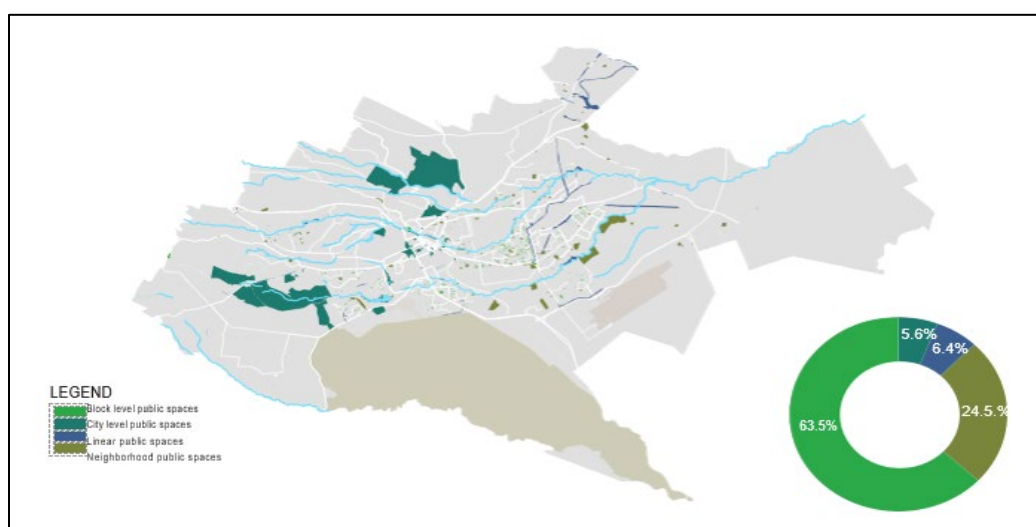 LEGEND
Block level public spaces
City level public spaces
Linear public spaces
Neighborhood public spaces
5.6%
6.4%
24.5.%
63.5%